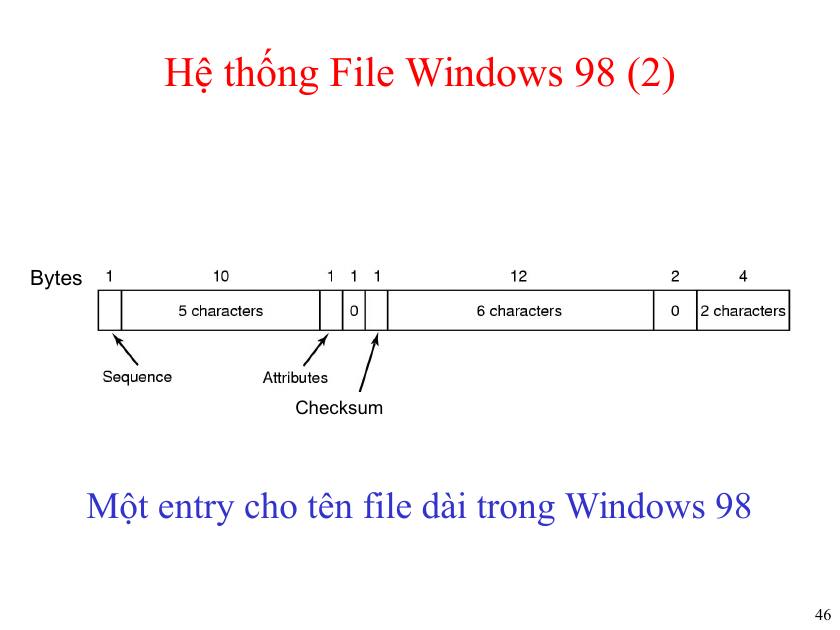 Hệ thống File Windows 98 (2)
Bytes 1 10 1 1 1 12 2 4
5 characters 0 6 characters 0 2 characters
Sequence Attributes
Checksum
Một entry cho tên file dài trong Windows 98
46